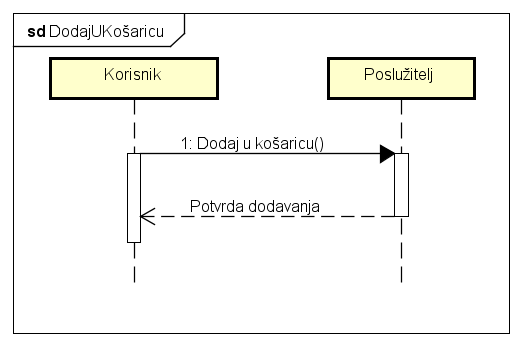 sd DodajUKošaricu
Korisnik
Poslužitelj
1: Dodaj u košaricu()
Potvrda dodavanja